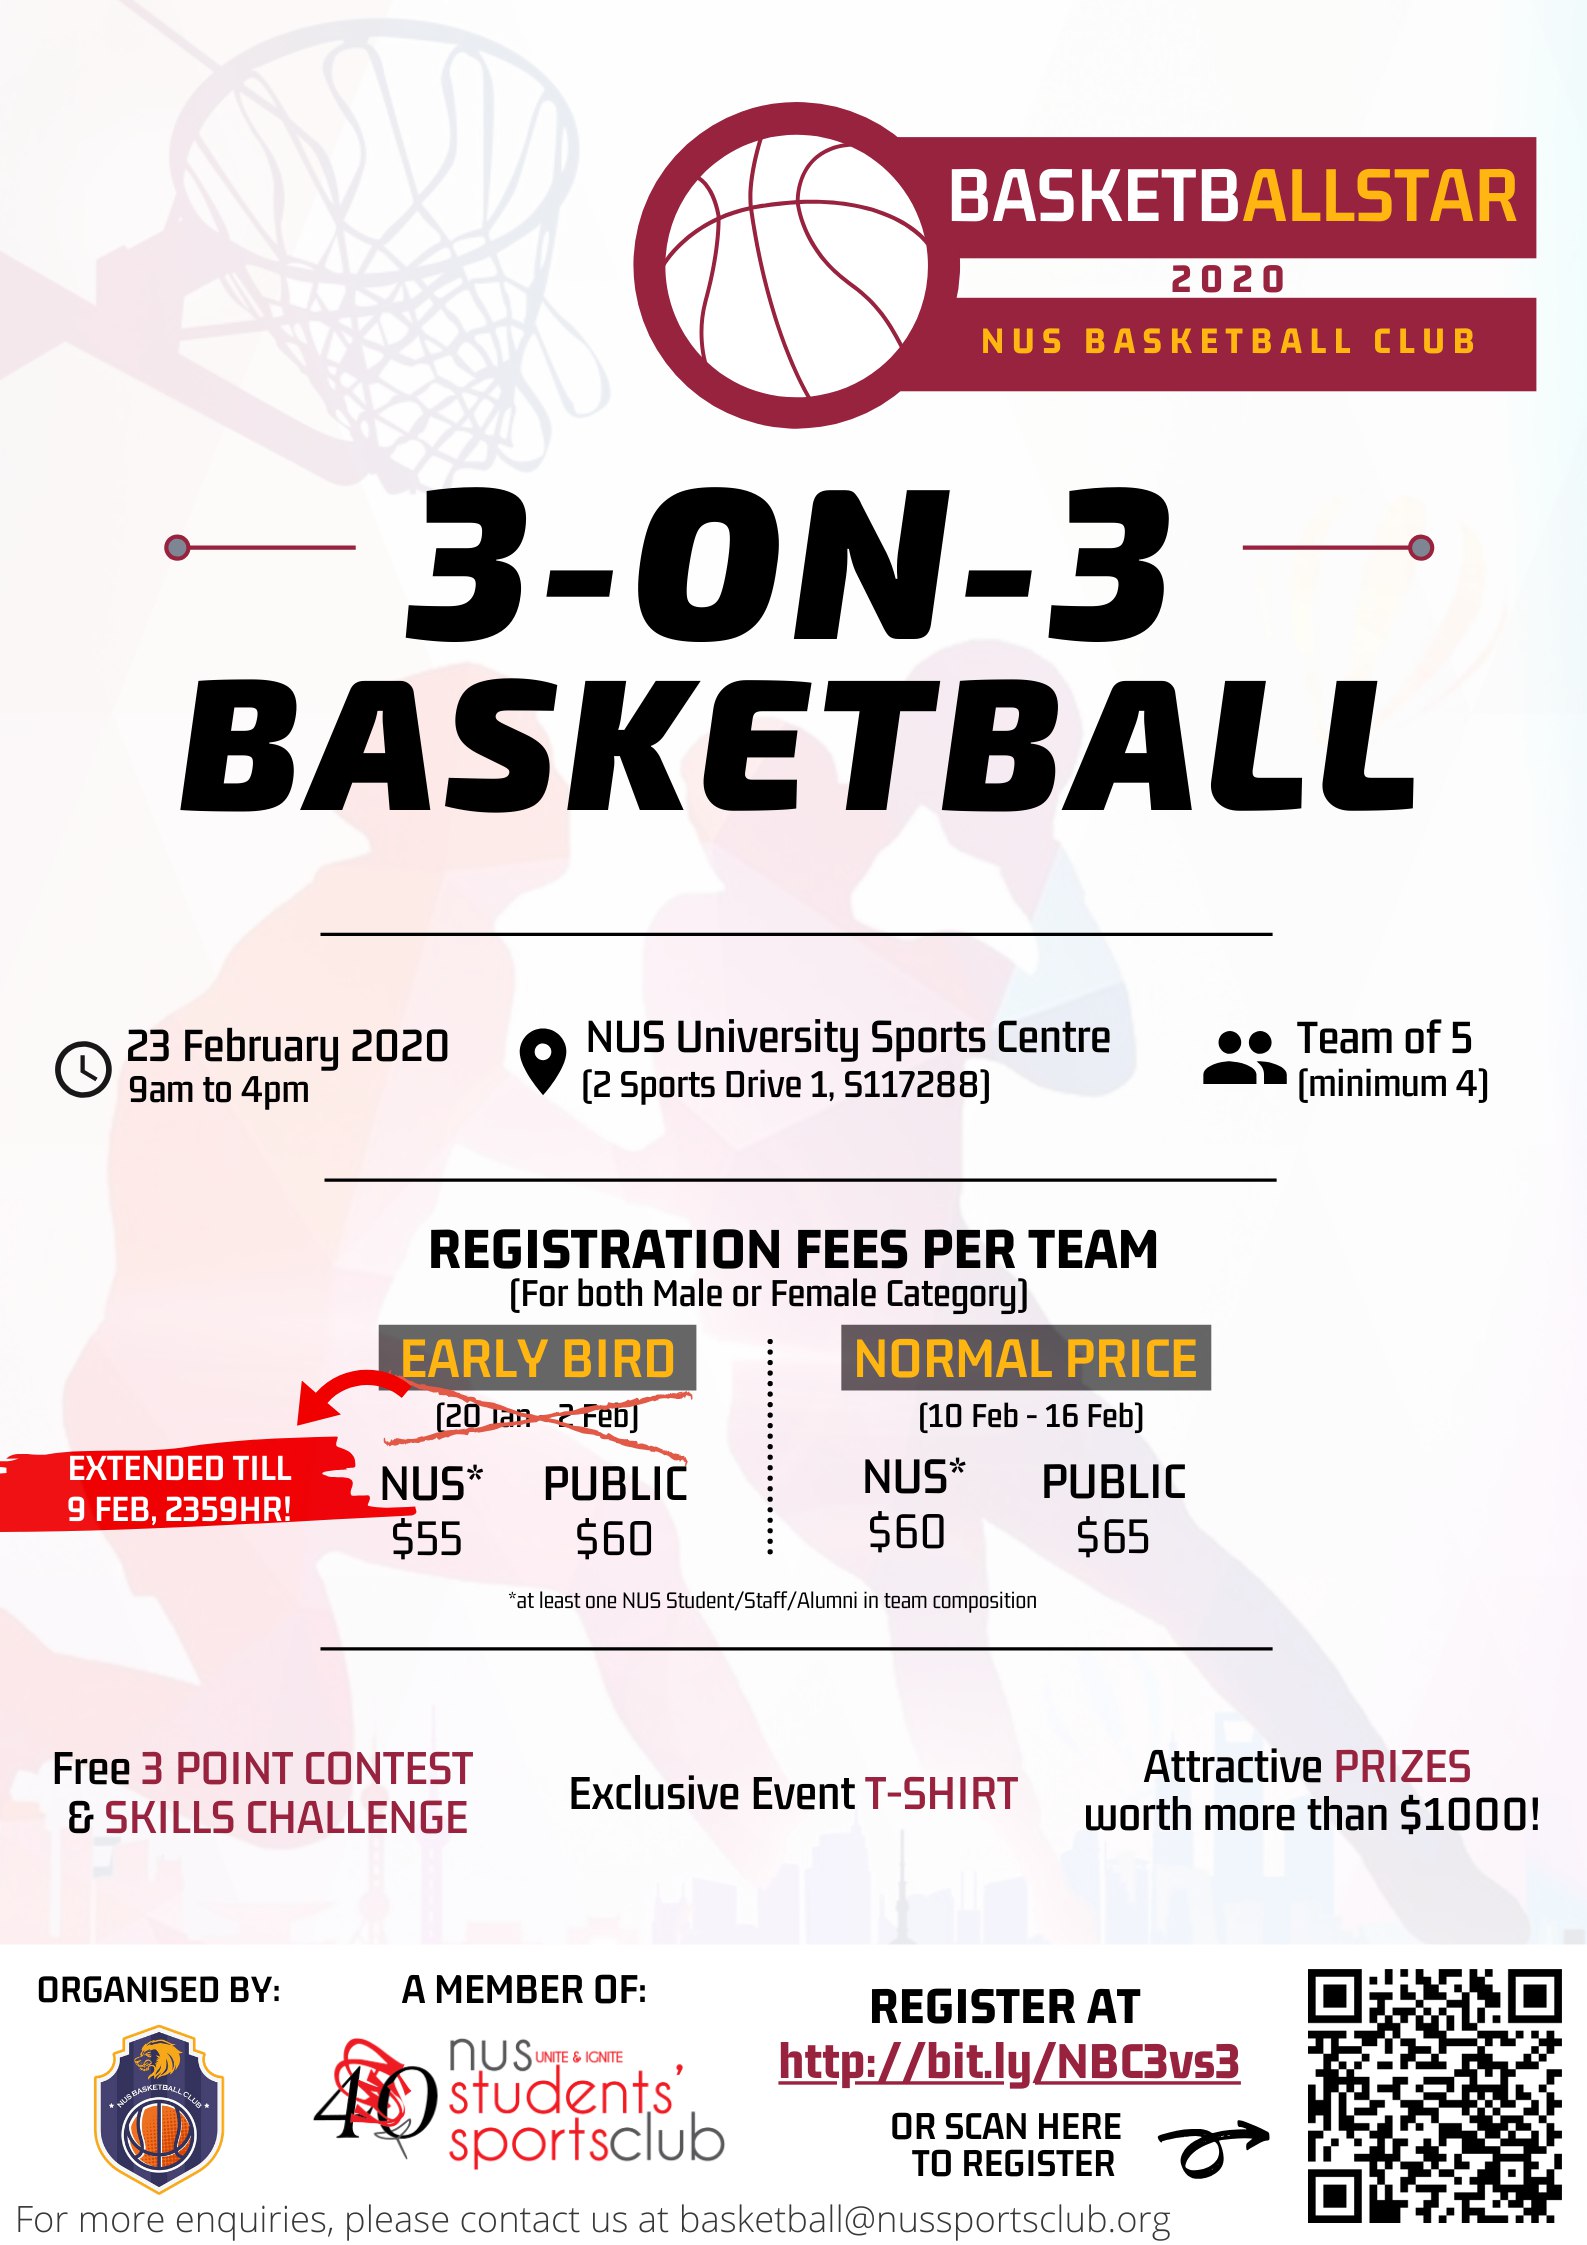 BASKETBALLSTAR
2020
NUS BASKETBALL CLUB
3-ON-3
BASKETBALL
23 February 2020
9am to 4pm
NUS University Sports Centre
(2 Sports Drive 1, S117288)
Team of 5
(minimum 4)
REGISTRATION FEES PER TEAM
(For both Male or Female Category)
EARLY BIRD
(20 Jan - 2 Feb)
EXTENDED TILL
9 FEB, 2359HR!
NUS* PUBLIC
$55 $60
NORMAL PRICE
(10 Feb - 16 Feb)
NUS* PUBLIC
$60 $65
*at least one NUS Student/Staff/Alumni in team composition
Free 3 POINT CONTEST
& SKILLS CHALLENGE
Exclusive Event T-SHIRT
Attractive PRIZES
worth more than $1000!
ORGANISED BY:
NUS BASKETBALL CLUB
A MEMBER OF:
40
nus UNITE & IGNITE
students'
sportsclub
REGISTER AT
http://bit.ly/NBC3vs3
OR SCAN HERE
TO REGISTER
For more enquiries, please contact us at basketball@nussportsclub.org